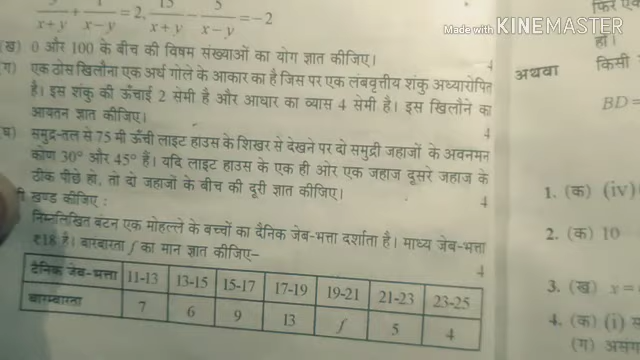 x+y x−y = 2, x+y − x−y = −2
Made with KINEMASTER
(ख) 0 और 100 के बीच की विषम संख्याओं का योग ज्ञात कीजिए। 4
(ग) एक ठोस खिलौना एक अर्ध गोले के आकार का है जिस पर एक लंबवृत्तीय शंकु अध्यारोपित
है। इस शंकु की ऊँचाई 2 सेमी है और आधार का व्यास 4 सेमी है। इस खिलौने का
आयतन ज्ञात कीजिए। 4
(घ) समुद्र-तल से 75 मी ऊँची लाइट हाउस के शिखर से देखने पर दो समुद्री जहाजों के अवनमन
कोण 30° और 45° हैं। यदि लाइट हाउस के एक ही ओर एक जहाज दूसरे जहाज के
ठीक पीछे हो, तो दो जहाजों के बीच की दूरी ज्ञात कीजिए। 4
खण्ड कीजिए :
निम्नलिखित बंटन एक मोहल्ले के बच्चों का दैनिक जेब-भत्ता दर्शाता है। माध्य जेब-भत्ता
₹18 है। बारंबारता f का मान ज्ञात कीजिए– 4
दैनिक जेब-भत्ता 11-13 13-15 15-17 17-19 19-21 21-23 23-25
बारम्बारता 7 6 9 13 f 5 4
फिर
हो।
अथवा किसी
BD =
1. (क) (iv)
2. (क) 10
3. (ख) x =
4. (क) (i)
(ग) असंग